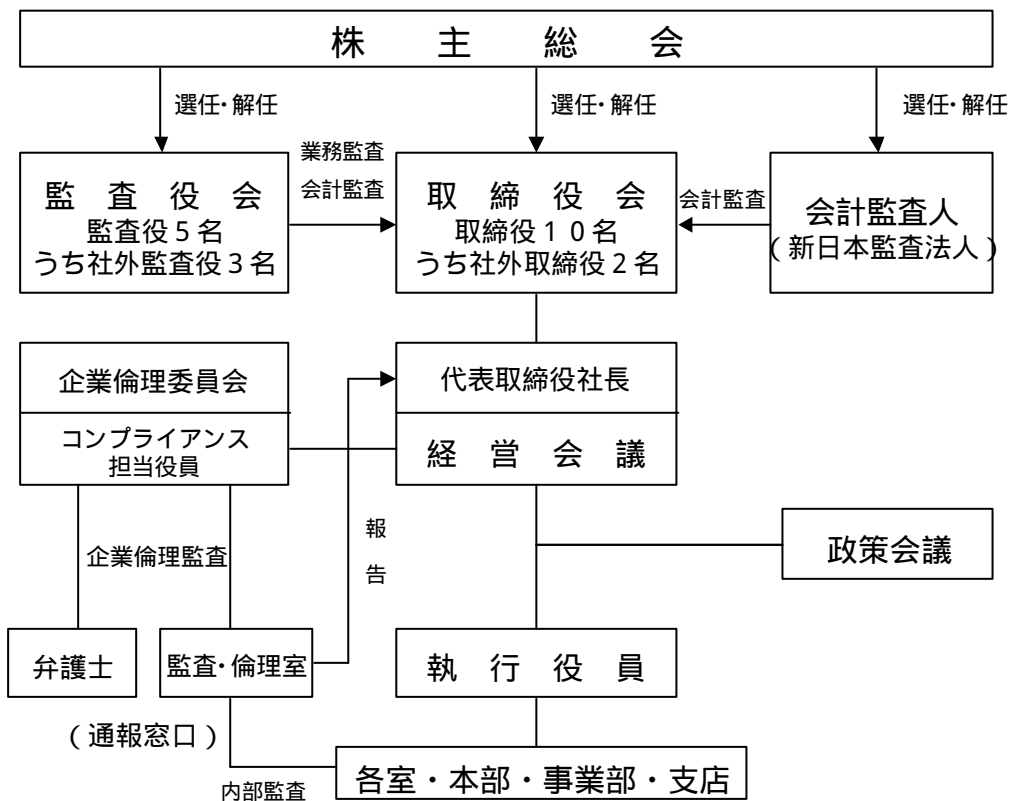 株 主 総 会
選任・解任
選任・解任
選任・解任
業務監査
会計監査
会計監査
監 査 役 会
監査役5名
うち社外監査役3名
取 締 役 会
取締役10名
うち社外取締役2名
会計監査人
(新日本監査法人)
企業倫理委員会
コンプライアンス
担当役員
代表取締役社長
経 営 会 議
報
告
企業倫理監査
政策会議
弁護士
監査・倫理室
執 行 役 員
(通報窓口)
内部監査
各室・本部・事業部・支店